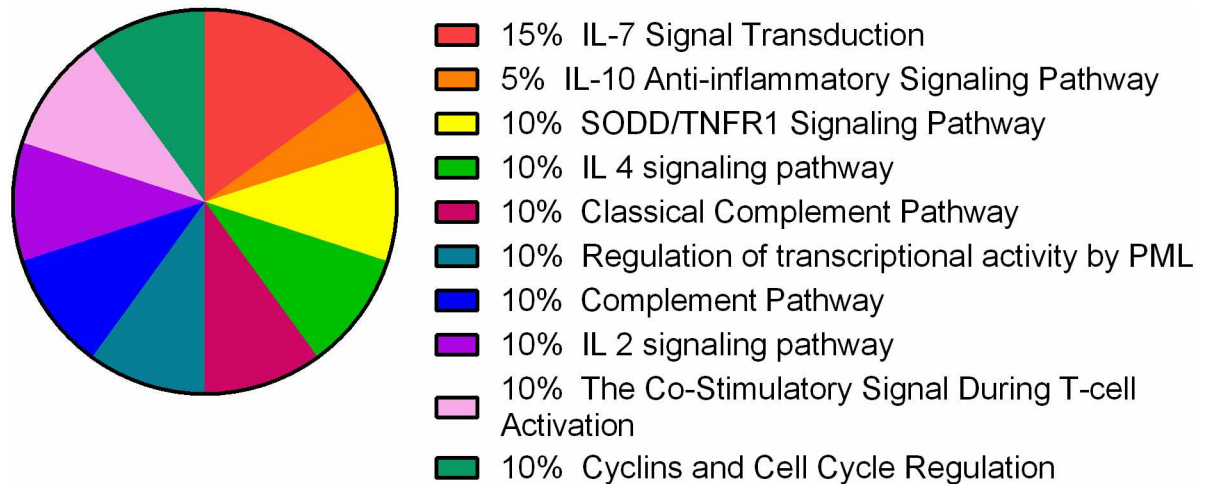 15% IL-7 Signal Transduction
5% IL-10 Anti-inflammatory Signaling Pathway
10% SODD/TNFR1 Signaling Pathway
10% IL 4 signaling pathway
10% Classical Complement Pathway
10% Regulation of transcriptional activity by PML
10% Complement Pathway
10% IL 2 signaling pathway
10% The Co-Stimulatory Signal During T-cell
Activation
10% Cyclins and Cell Cycle Regulation